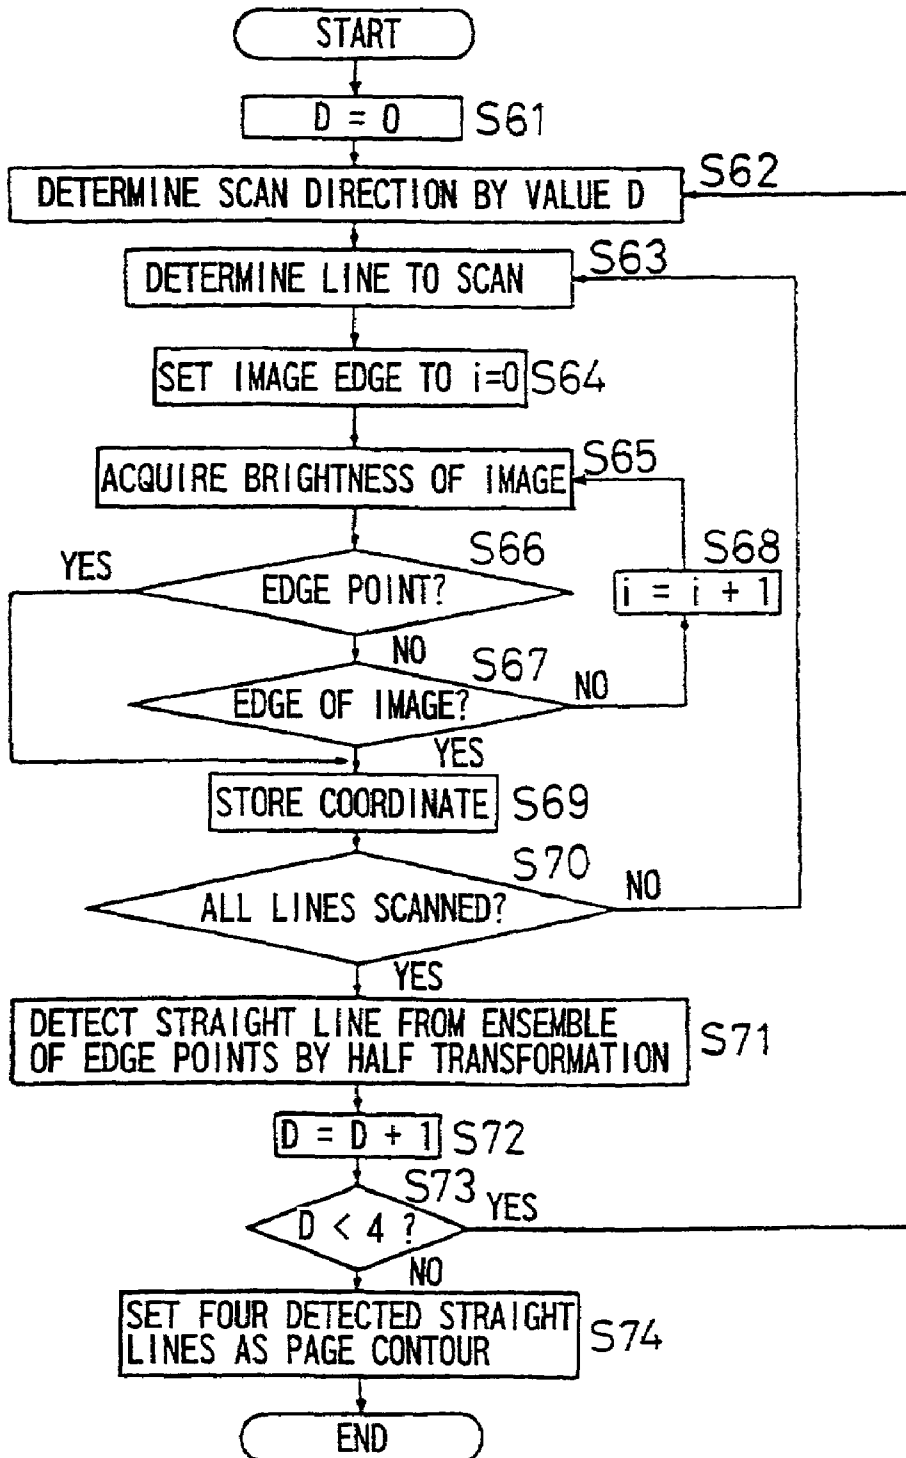 START
D = 0 S61
S62
DETERMINE SCAN DIRECTION BY VALUE D
S63
DETERMINE LINE TO SCAN
SET IMAGE EDGE TO i=0 S64
S65
ACQUIRE BRIGHTNESS OF IMAGE
S66
S68
YES
EDGE POINT?
i = i + 1
NO
S67
EDGE OF IMAGE?
NO
YES
STORE COORDINATE S69
S70
NO
ALL LINES SCANNED?
YES
DETECT STRAIGHT LINE FROM ENSEMBLE
OF EDGE POINTS BY HALF TRANSFORMATION
S71
D = D + 1 S72
S73
YES
D < 4 ?
NO
SET FOUR DETECTED STRAIGHT
LINES AS PAGE CONTOUR
S74
END